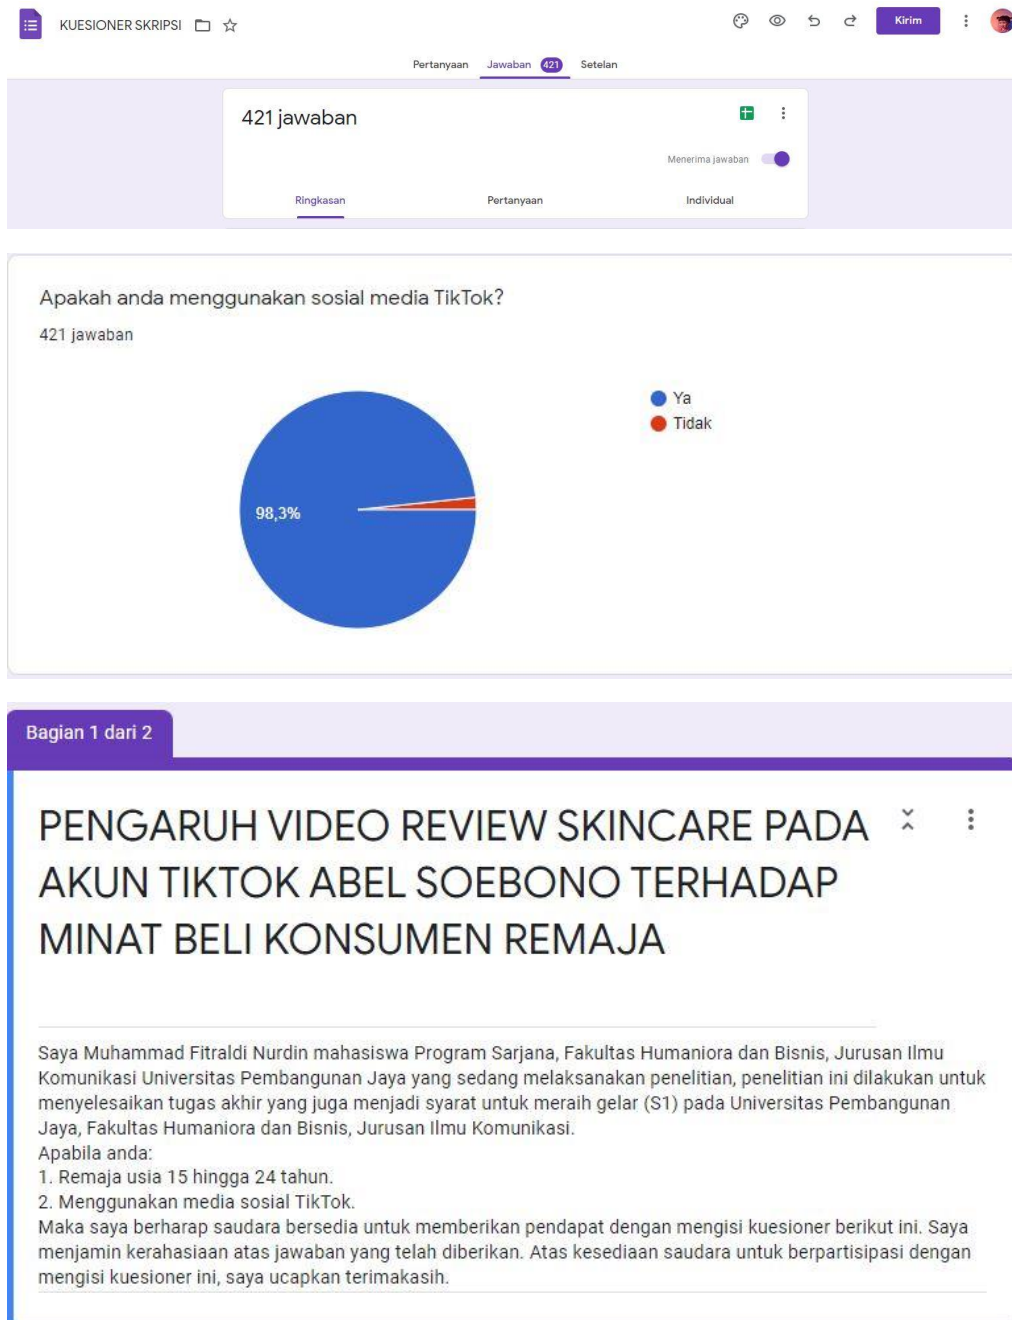 KUESIONER SKRIPSI
Kirim
Pertanyaan Jawaban 421 Setelan
421 jawaban
Menerima jawaban
Ringkasan Pertanyaan Individual
Apakah anda menggunakan sosial media TikTok?
421 jawaban
Ya
Tidak
98,3%
Bagian 1 dari 2
PENGARUH VIDEO REVIEW SKINCARE PADA
AKUN TIKTOK ABEL SOEBONO TERHADAP
MINAT BELI KONSUMEN REMAJA
Saya Muhammad Fitraldi Nurdin mahasiswa Program Sarjana, Fakultas Humaniora dan Bisnis, Jurusan Ilmu
Komunikasi Universitas Pembangunan Jaya yang sedang melaksanakan penelitian, penelitian ini dilakukan untuk
menyelesaikan tugas akhir yang juga menjadi syarat untuk meraih gelar (S1) pada Universitas Pembangunan
Jaya, Fakultas Humaniora dan Bisnis, Jurusan Ilmu Komunikasi.
Apabila anda:
1. Remaja usia 15 hingga 24 tahun.
2. Menggunakan media sosial TikTok.
Maka saya berharap saudara bersedia untuk memberikan pendapat dengan mengisi kuesioner berikut ini. Saya
menjamin kerahasiaan atas jawaban yang telah diberikan. Atas kesediaan saudara untuk berpartisipasi dengan
mengisi kuesioner ini, saya ucapkan terimakasih.